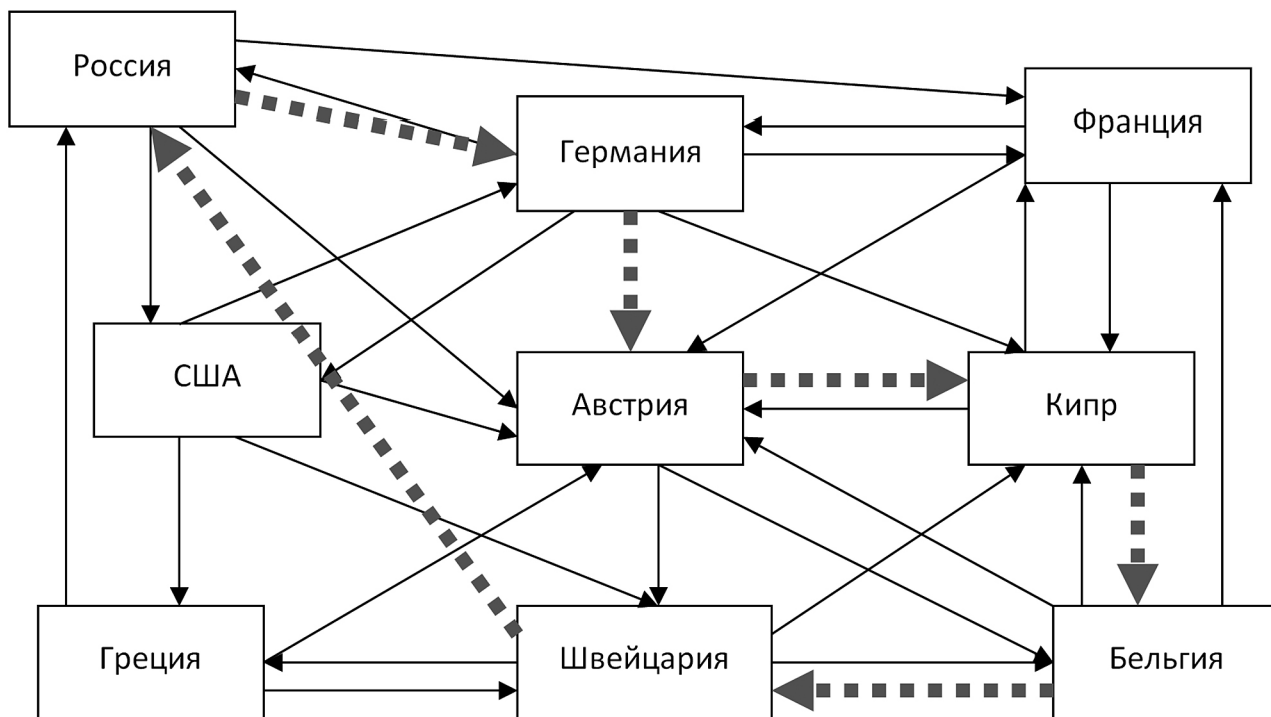 Россия
Германия
Франция
США
Австрия
Кипр
Греция
Швейцария
Бельгия